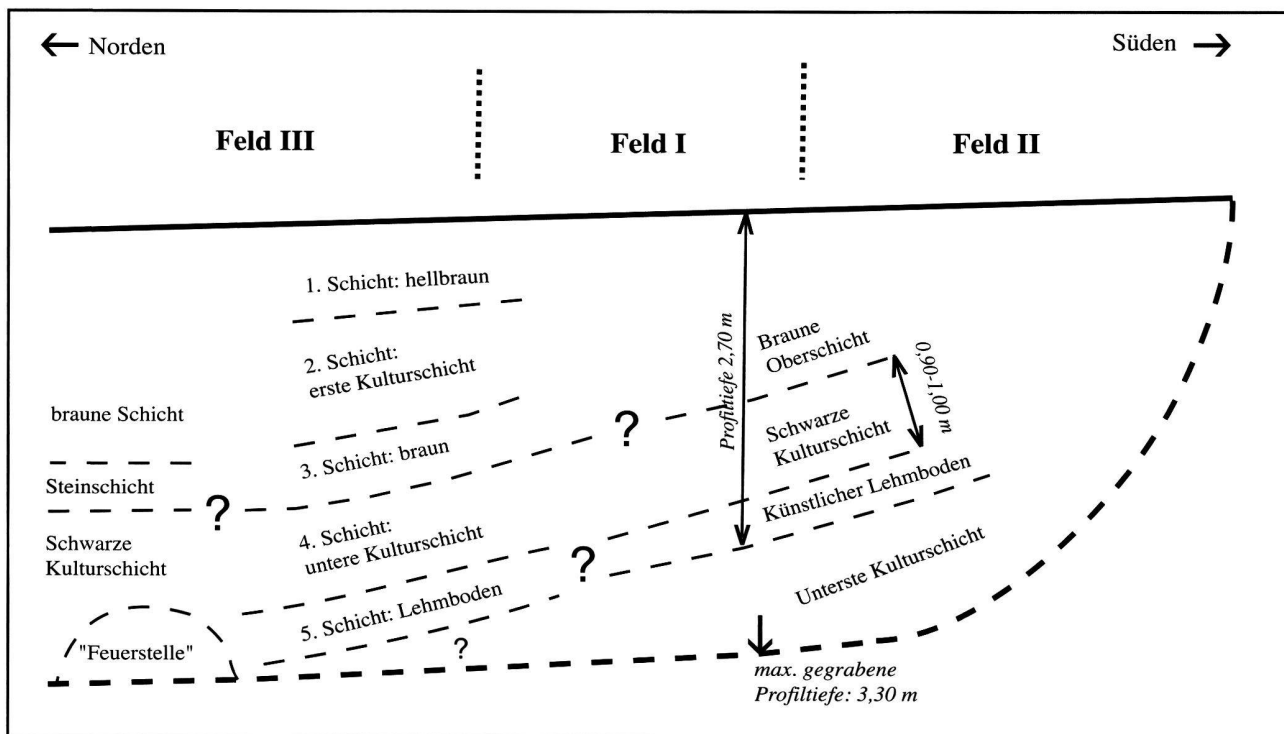 ← Norden
Süden →
Feld III
Feld I
Feld II
1. Schicht: hellbraun
2. Schicht:
erste Kulturschicht
braune Schicht
3. Schicht: braun
Steinschicht
?
?
4. Schicht:
untere Kulturschicht
Schwarze
Kulturschicht
?
5. Schicht: Lehmboden
"Feuerstelle"
?
Profiltiefe 2,70 m
Braune
Oberschicht
0,90-1,00 m
Schwarze
Kulturschicht
Künstlicher Lehmboden
Unterste Kulturschicht
max. gegrabene
Profiltiefe: 3,30 m